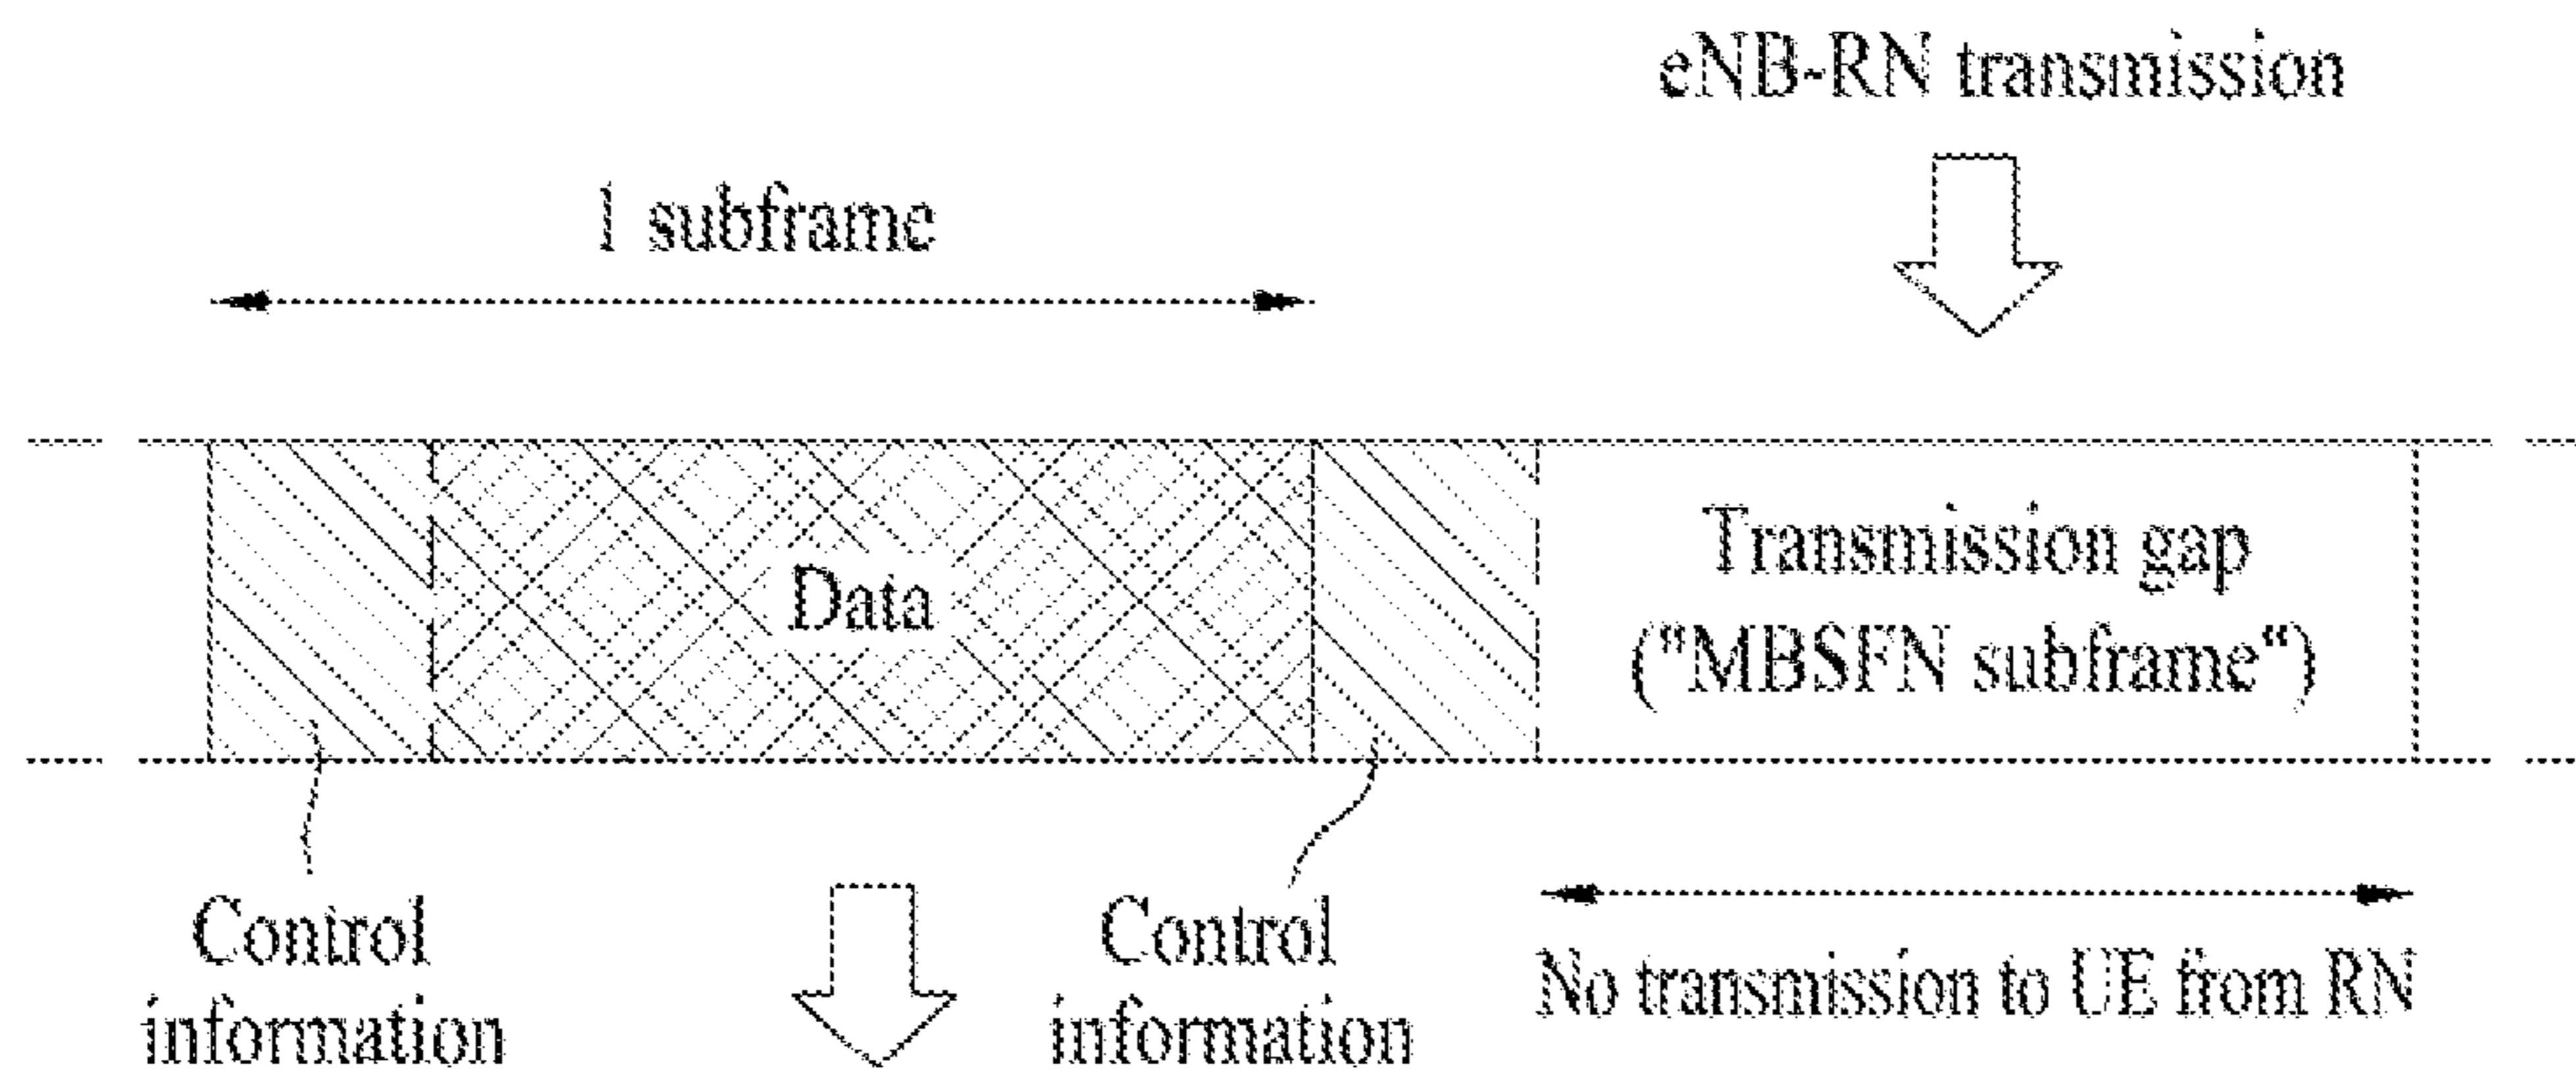 eNB-RN transmission
1 subframe
Data
Transmission gap
("MBSFN subframe")
Control
information
Control
information
No transmission to UE from RN